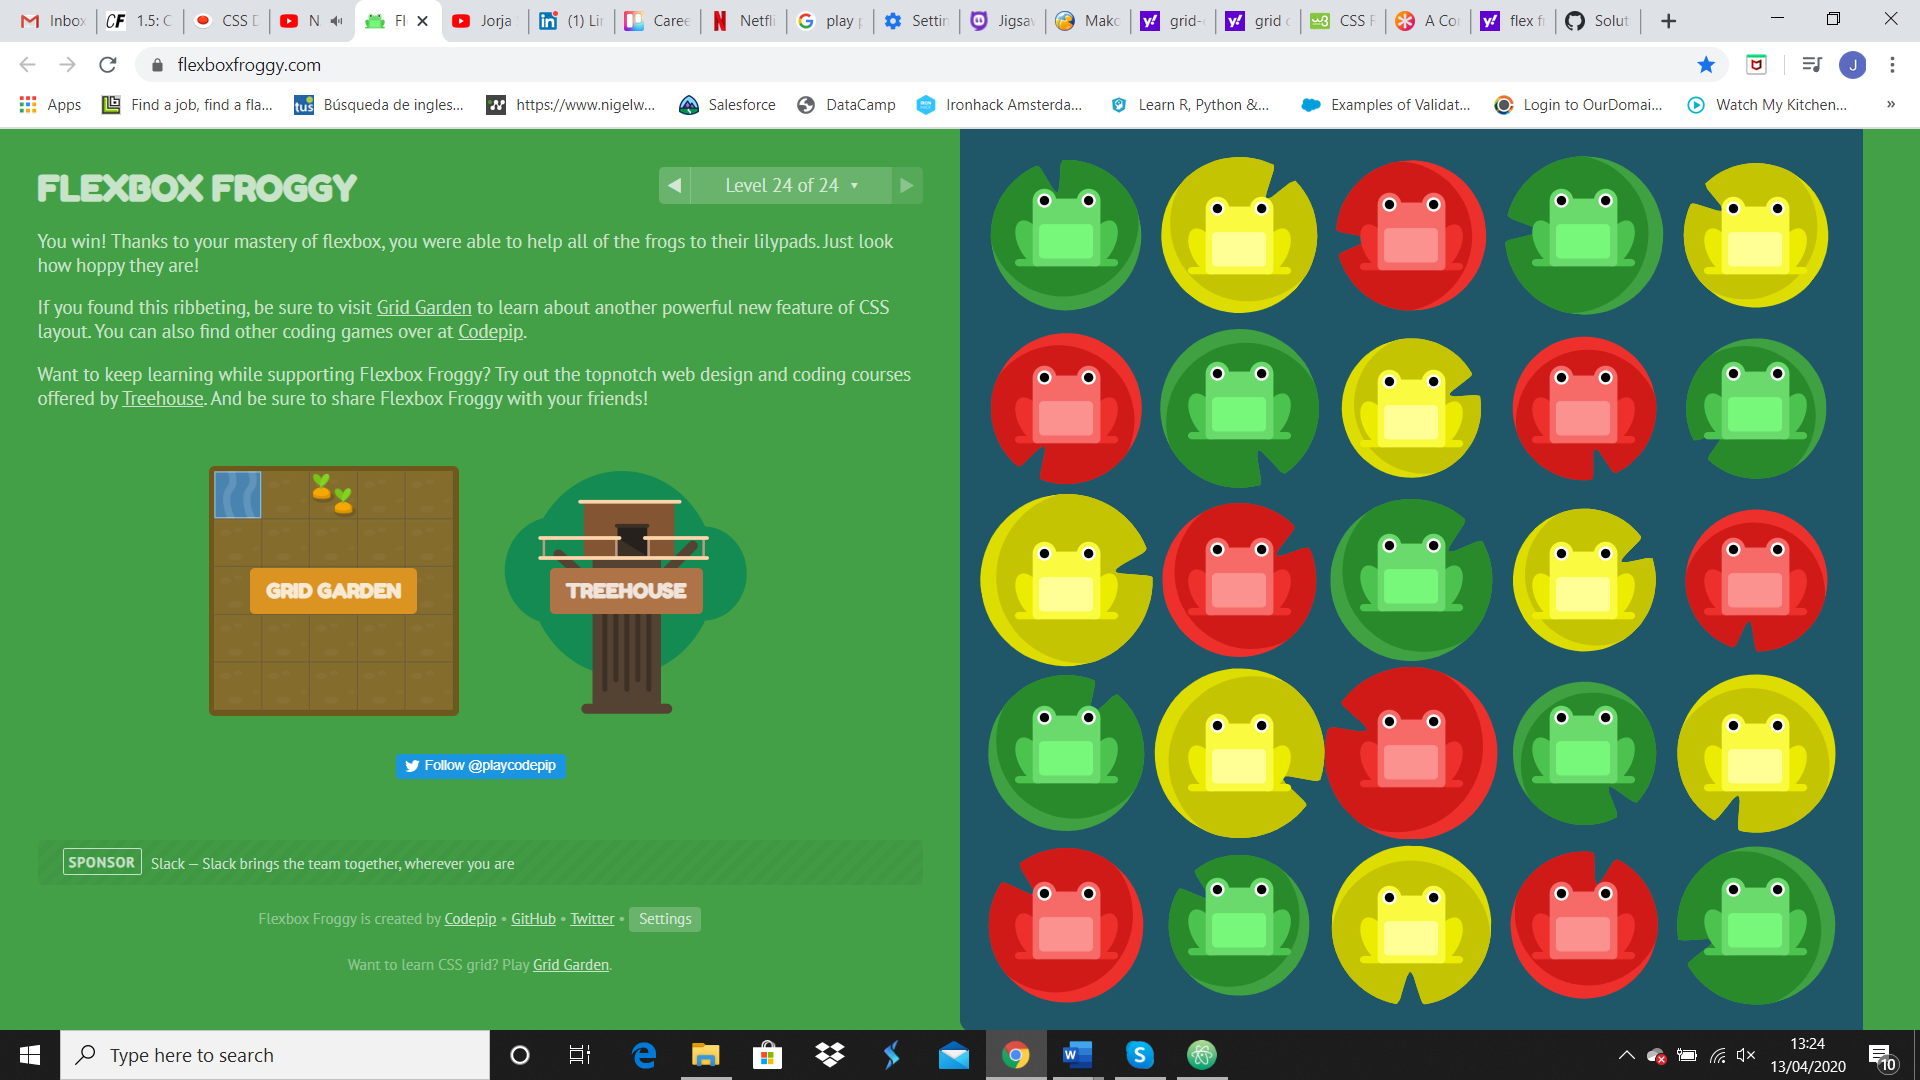 Inbox
CF
1.5: C
CSS D
N
Fl
Jorja
(1) Li
Caree
Netfli
play p
Settin
Jigsav
Mako
grid-c
grid c
CSS F
A Cor
flex fr
Solut
flexboxfroggy.com
J
Apps
Find a job, find a fla...
Búsqueda de ingles...
https://www.nigelw...
Salesforce
DataCamp
Ironhack Amsterda...
Learn R, Python &...
Examples of Validat...
Login to OurDomai...
Watch My Kitchen...
»
FLEXBOX FROGGY
Level 24 of 24
You win! Thanks to your mastery of flexbox, you were able to help all of the frogs to their lilypads. Just look
how hoppy they are!
If you found this ribbeting, be sure to visit Grid Garden to learn about another powerful new feature of CSS
layout. You can also find other coding games over at Codepip.
Want to keep learning while supporting Flexbox Froggy? Try out the topnotch web design and coding courses
offered by Treehouse. And be sure to share Flexbox Froggy with your friends!
GRID GARDEN
TREEHOUSE
Follow @playcodepip
SPONSOR Slack — Slack brings the team together, wherever you are
Flexbox Froggy is created by Codepip • GitHub • Twitter • Settings
Want to learn CSS grid? Play Grid Garden.
Type here to search
13:24
13/04/2020
10